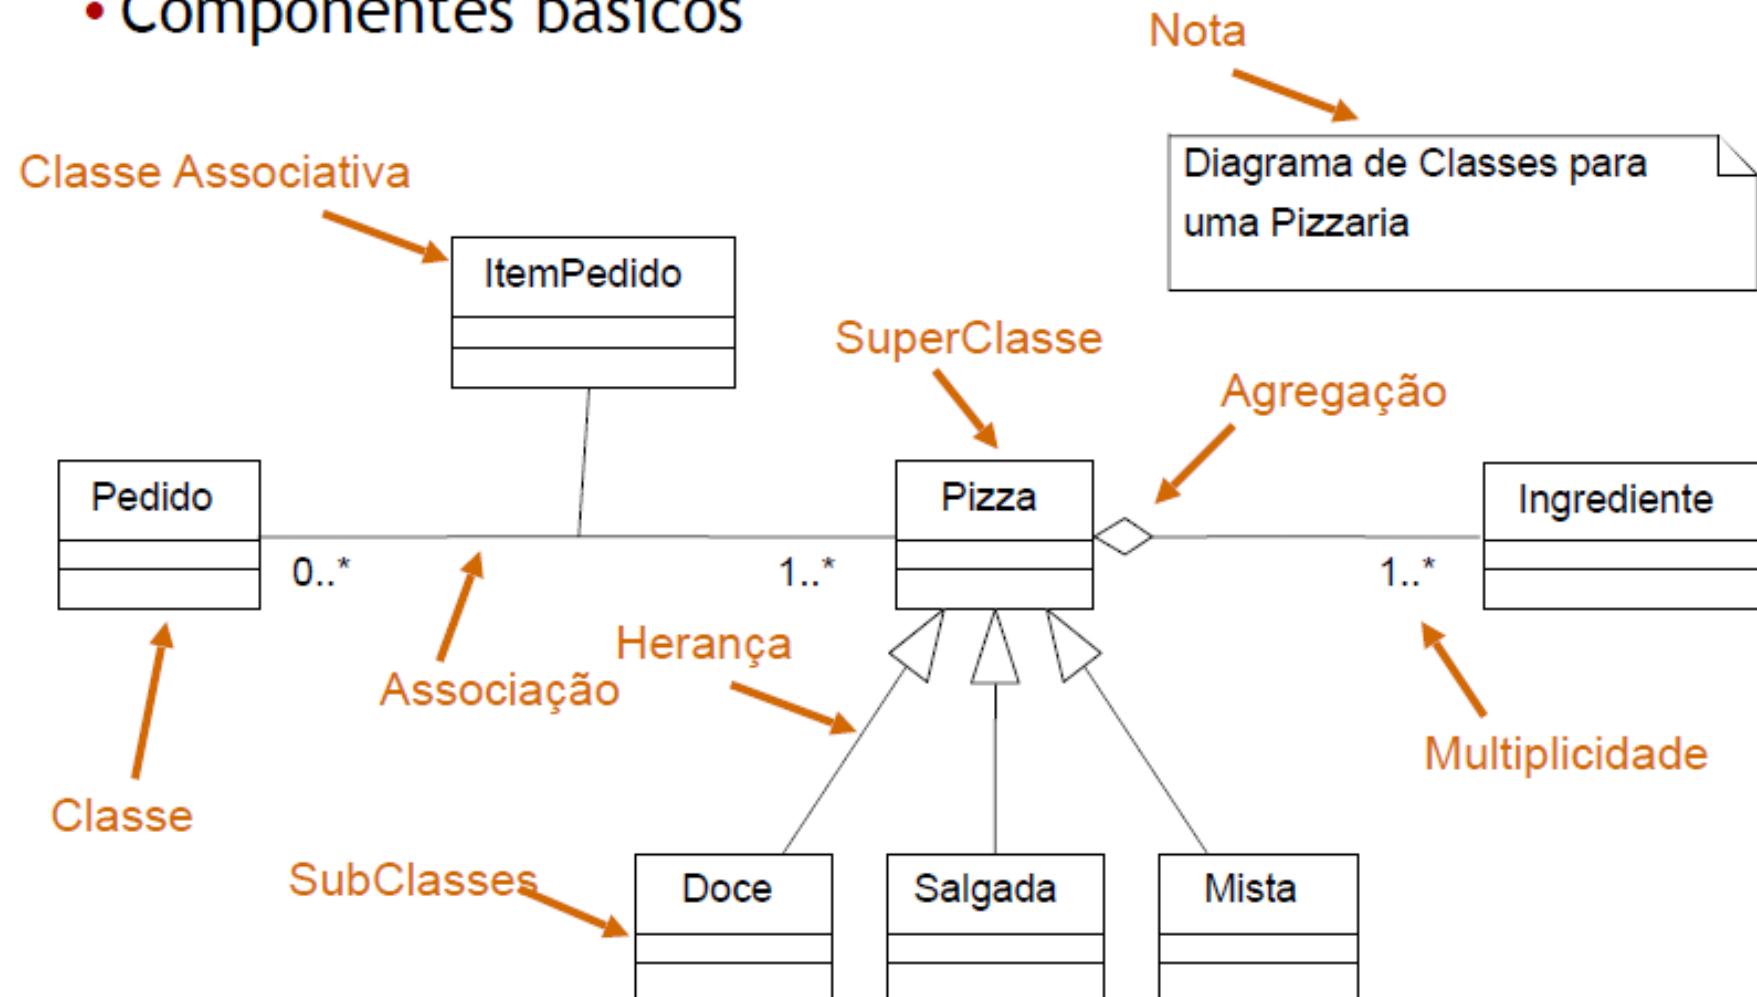 • Componentes básicos
Nota
Diagrama de Classes para
uma Pizzaria
Classe Associativa
ItemPedido
SuperClasse
Agregação
Pedido
Pizza
Ingrediente
0..*
1..*
1..*
Herança
Associação
Multiplicidade
Classe
SubClasses
Doce
Salgada
Mista